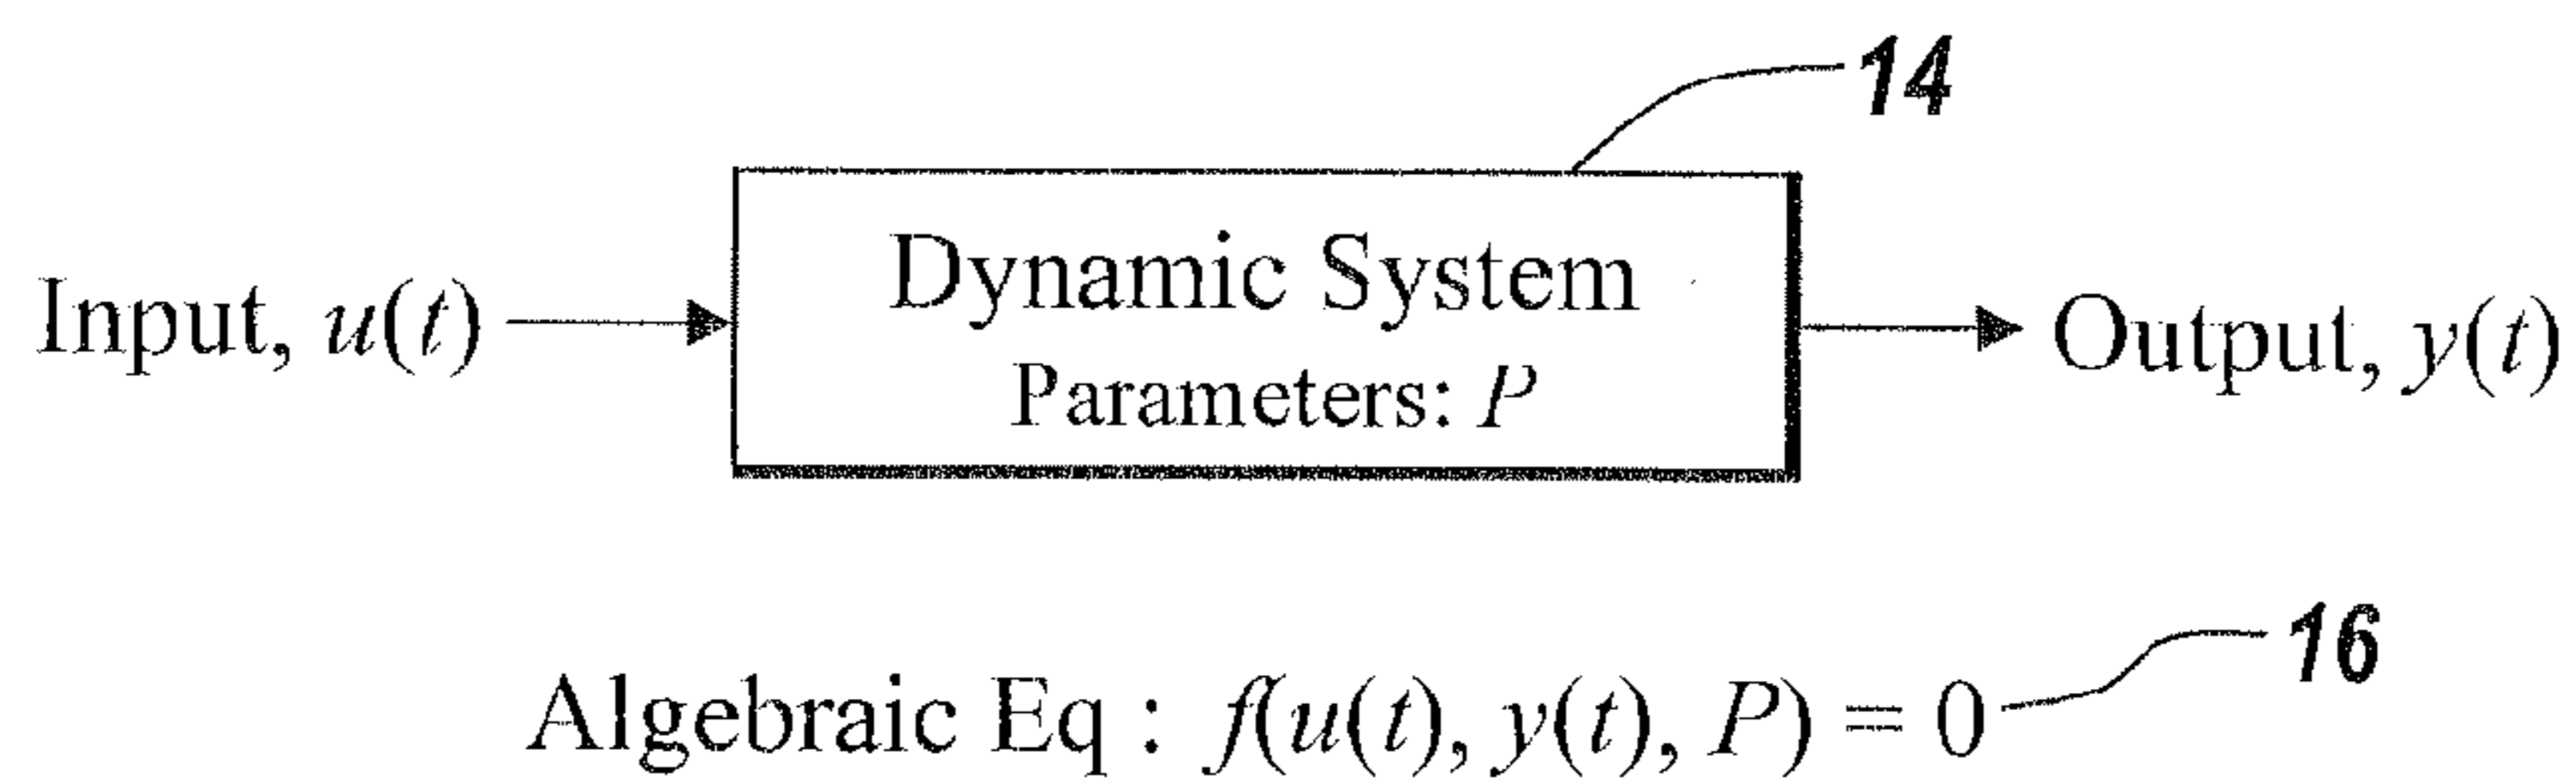 14
Dynamic System
Input, u(t)
Output, y(t)
Parameters: P
16
Algebraic Eq : f(u(t), y(t), P) = 0